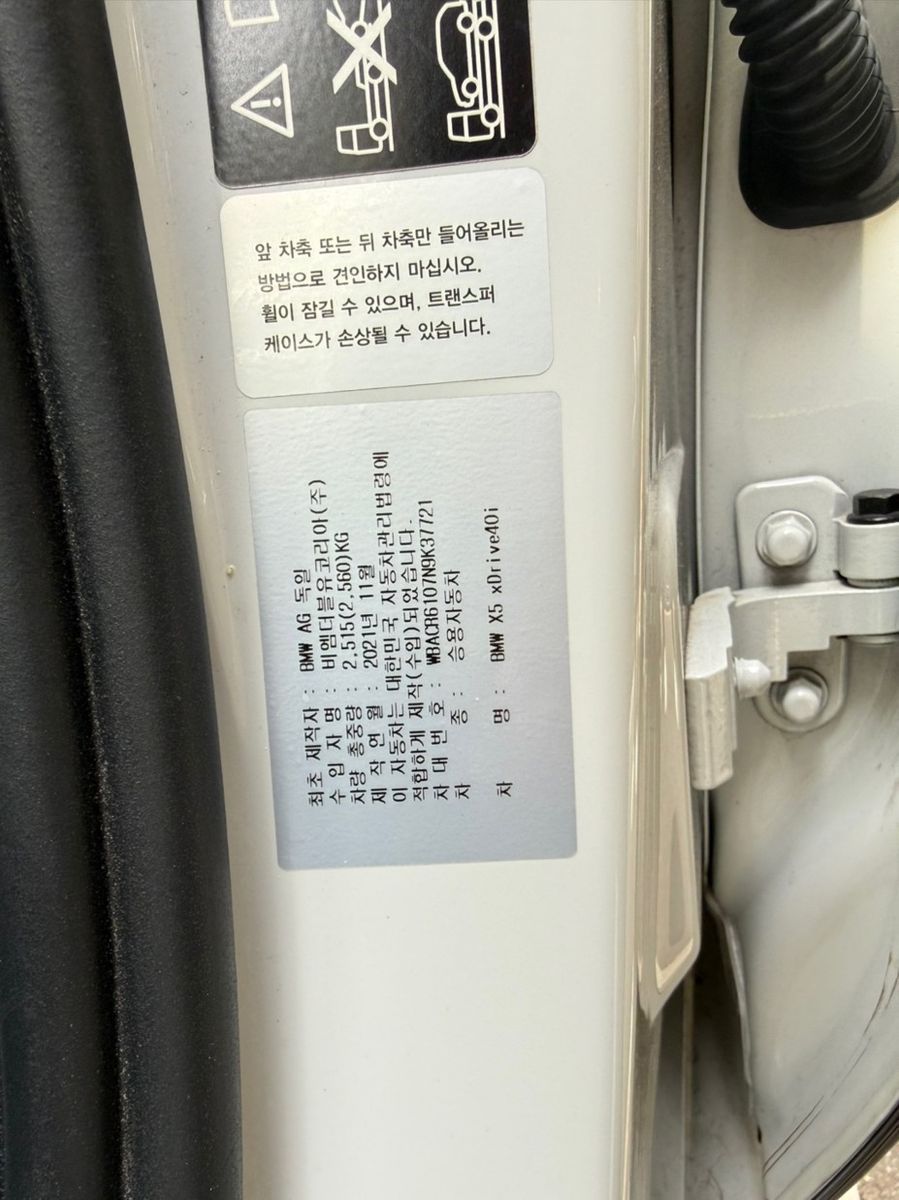 앞 차축 또는 뒤 차축만 들어올리는
방법으로 견인하지 마십시오.
휠이 잠길 수 있으며, 트랜스퍼
케이스가 손상될 수 있습니다.
최초 제작자 : BMW AG 독일
수 입 자 명 : 비엠더블유코리아(주)
차량 총중량 : 2,515(2,560)KG
제 작 연 월 : 2021년 11월
이 자동차는 대한민국 자동차관리법령에
적합하게 제작(수입)되었습니다.
차 대 번 호 : WBACR6107N9K37721
차 종 : 승용자동차
차 명 : BMW X5 xDrive40i